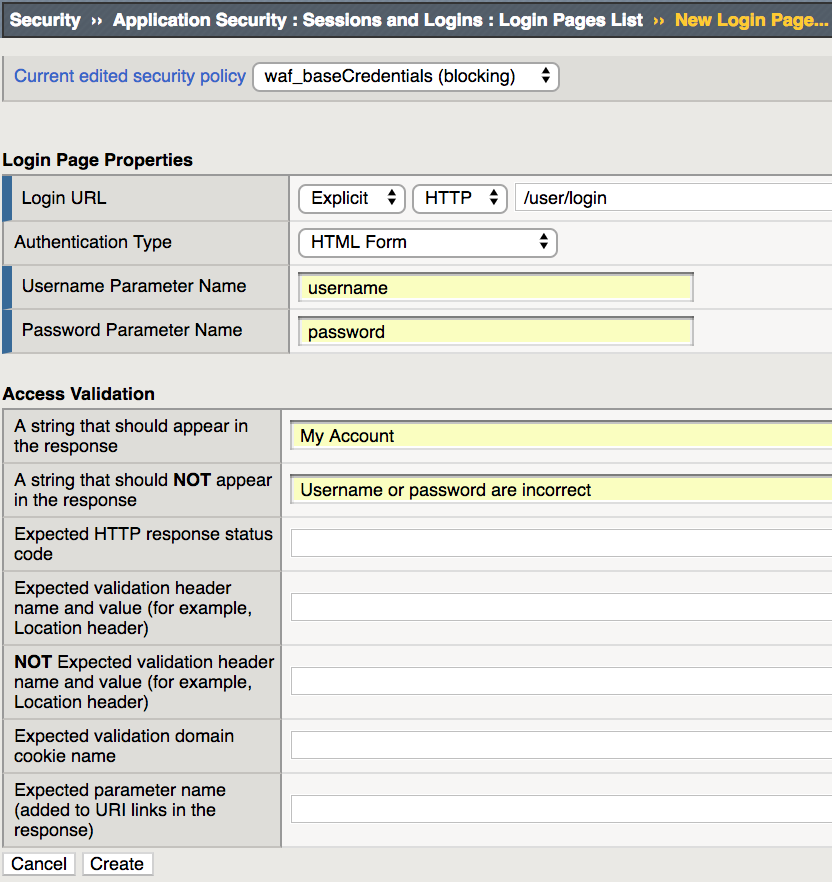 Security ›› Application Security : Sessions and Logins : Login Pages List ›› New Login Page...
Current edited security policy waf_baseCredentials (blocking)
Login Page Properties
Login URL Explicit HTTP /user/login
Authentication Type HTML Form
Username Parameter Name username
Password Parameter Name password
Access Validation
A string that should appear in
the response
My Account
A string that should NOT appear
in the response
Username or password are incorrect
Expected HTTP response status
code
Expected validation header
name and value (for example,
Location header)
NOT Expected validation header
name and value (for example,
Location header)
Expected validation domain
cookie name
Expected parameter name
(added to URI links in the
response)
Cancel Create